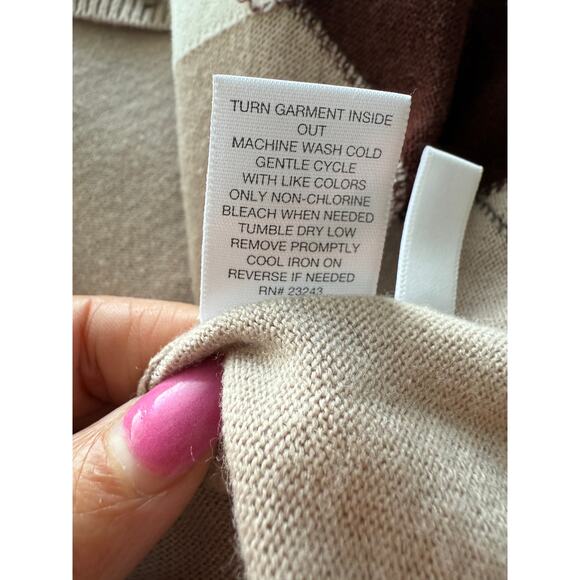 TURN GARMENT INSIDE
OUT
MACHINE WASH COLD
GENTLE CYCLE
WITH LIKE COLORS
ONLY NON-CHLORINE
BLEACH WHEN NEEDED
TUMBLE DRY LOW
REMOVE PROMPTLY
COOL IRON ON
REVERSE IF NEEDED
RN# 23243